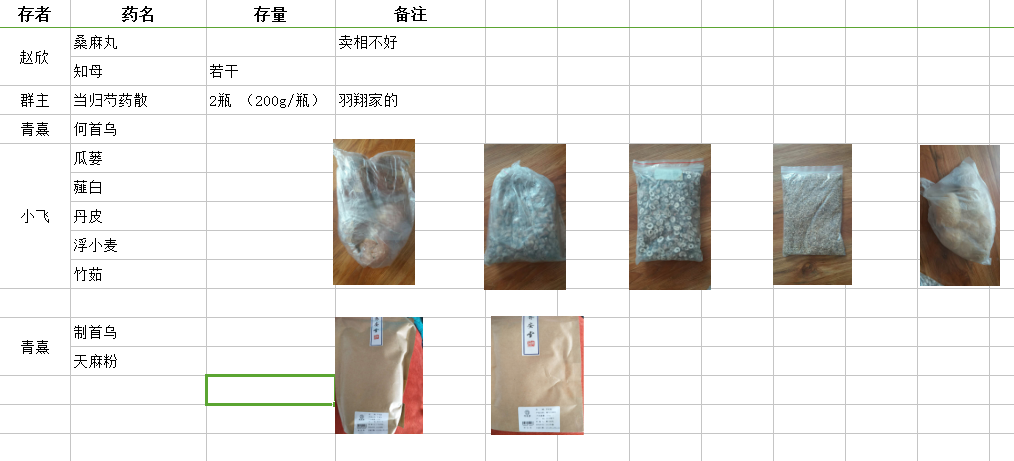 存者 药名 存量 备注
赵欣 桑麻丸 卖相不好
知母 若干
群主 当归芍药散 2瓶 （200g/瓶） 羽翔家的
青熹 何首乌
小飞 瓜蒌
薤白
丹皮
浮小麦
竹茹
青熹 制首乌
天麻粉